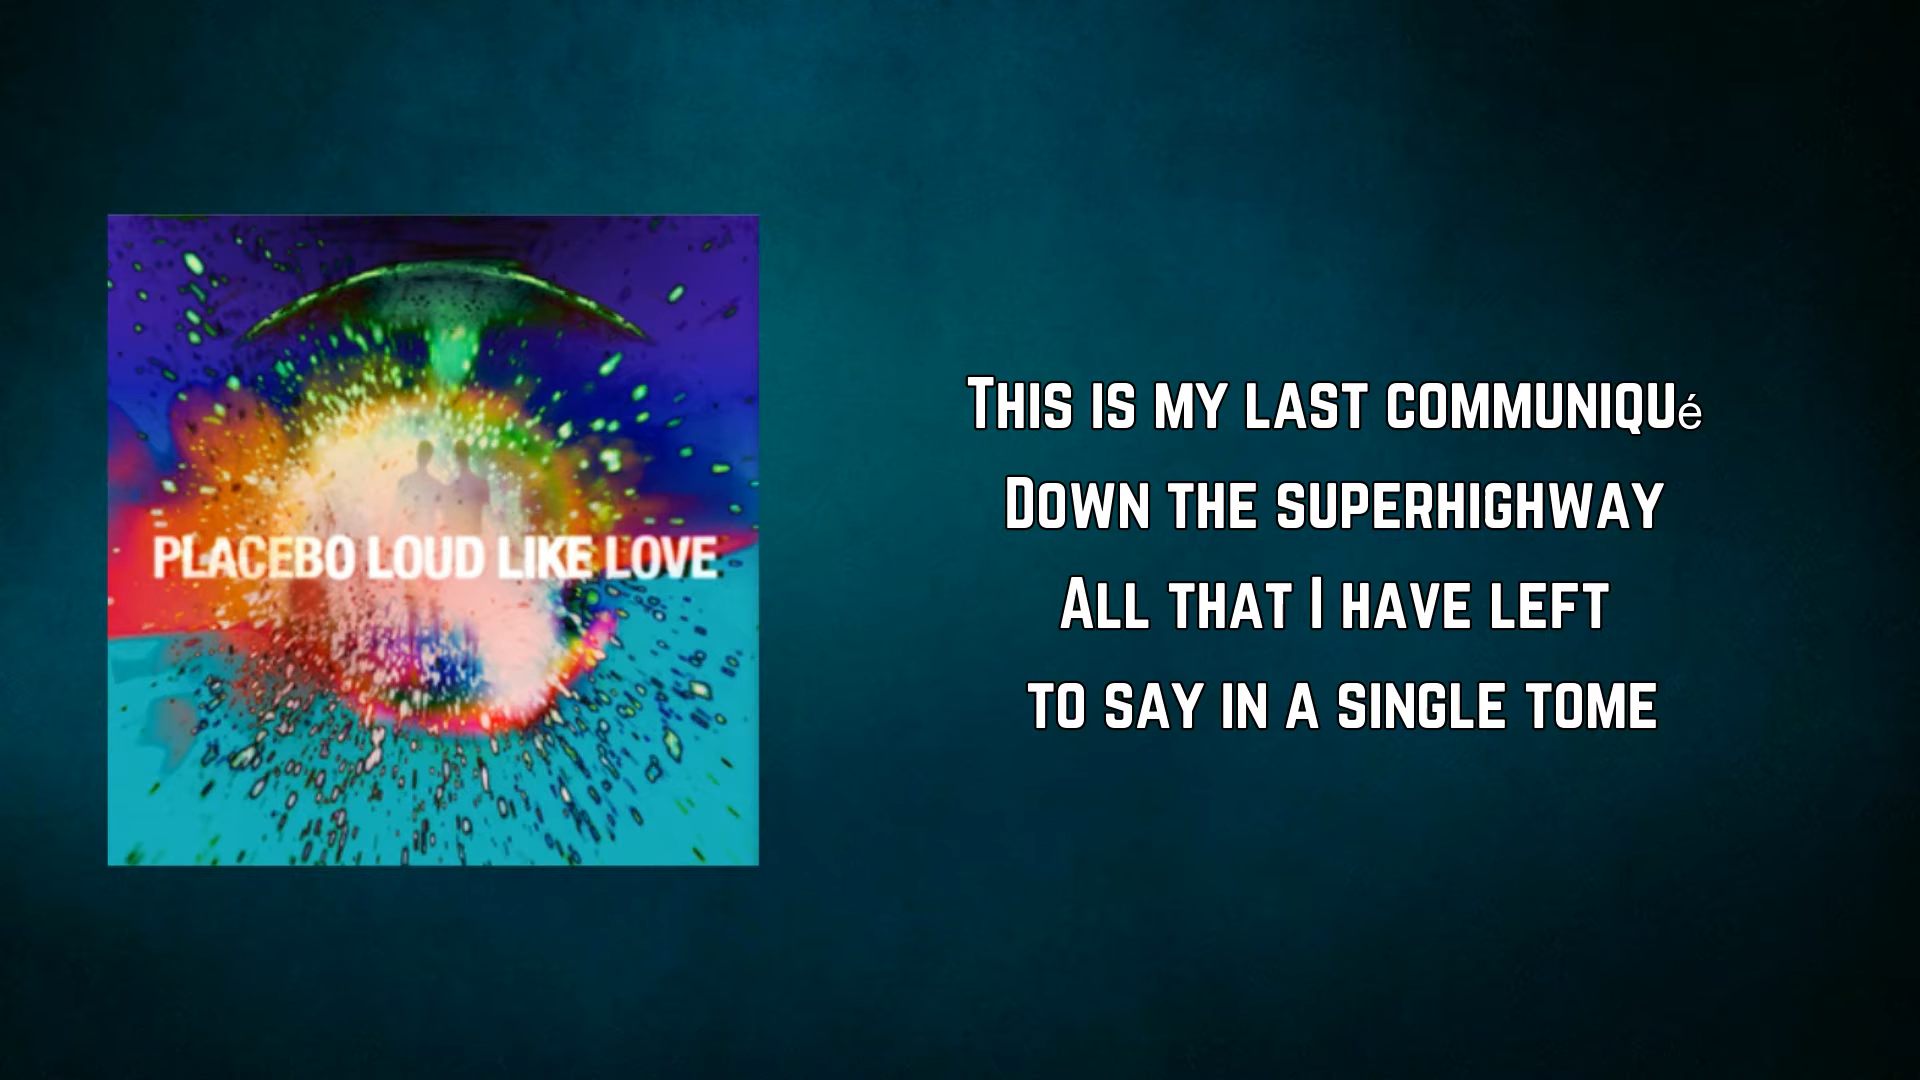 PLACEBO LOUD LIKE LOVE
This is my last communiqué
Down the superhighway
All that I have left
to say in a single tome